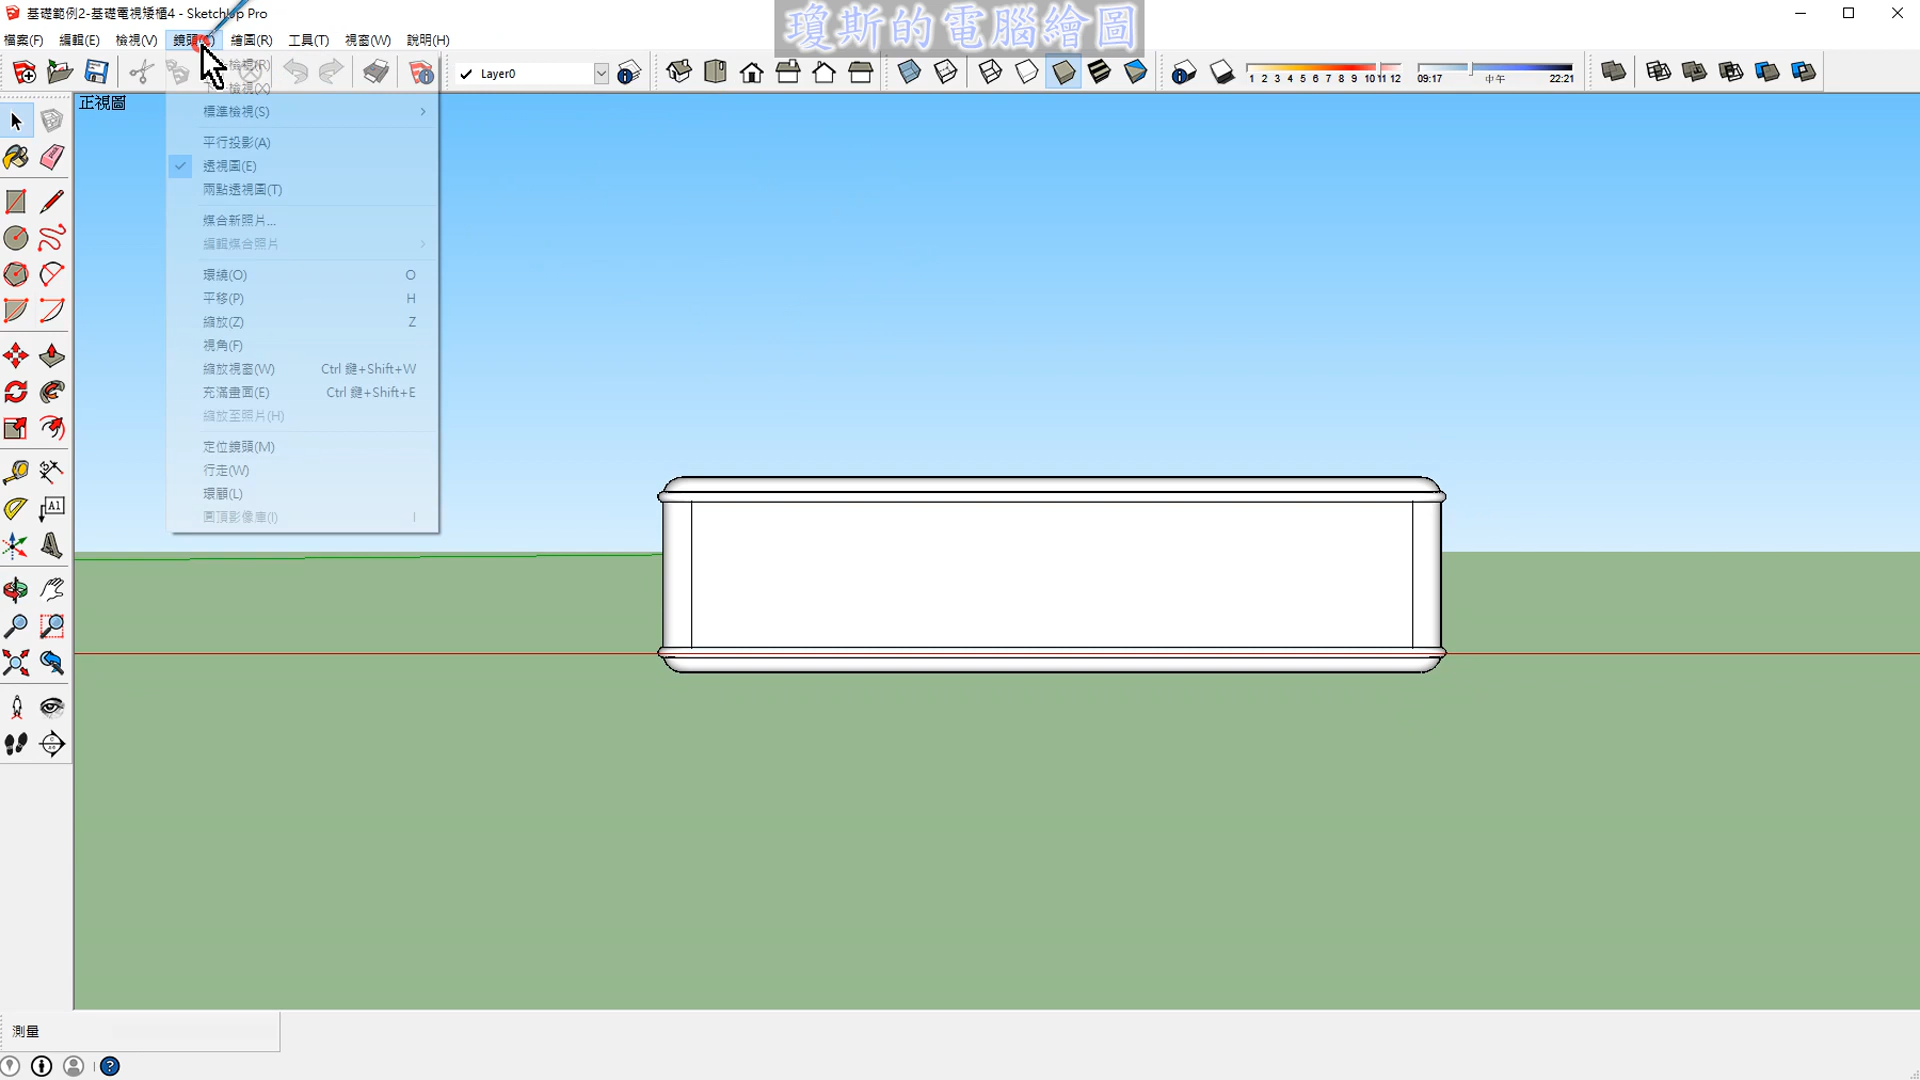 基礎範例2-基礎電視矮櫃4 - SketchUp Pro
瓊斯的電腦繪圖
檔案(F) 編輯(E) 檢視(V) 鏡頭 繪圖(R) 工具(T) 視窗(W) 說明(H)
Layer0
1 2 3 4 5 6 7 8 9 10 11 12
09:17 中午 22:21
正視圖
檢視(R)
檢視(X)
標準檢視(S)
平行投影(A)
透視圖(E)
兩點透視圖(T)
媒合新照片...
編輯媒合照片
環繞(O) O
平移(P) H
縮放(Z) Z
視角(F)
縮放視窗(W) Ctrl 鍵+Shift+W
充滿畫面(E) Ctrl 鍵+Shift+E
縮放至照片(H)
定位鏡頭(M)
行走(W)
環顧(L)
圓頂影像庫(I) I
A1
測量